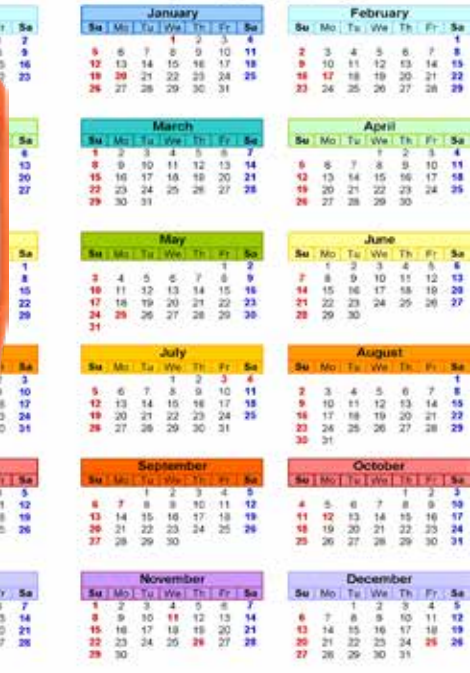 January
Su Mo Tu We Th Fr Sa
1 2 3 4
5 6 7 8 9 10 11
12 13 14 15 16 17 18
19 20 21 22 23 24 25
26 27 28 29 30 31
February
Su Mo Tu We Th Fr Sa
1
2 3 4 5 6 7 8
9 10 11 12 13 14 15
16 17 18 19 20 21 22
23 24 25 26 27 28 29
March
Su Mo Tu We Th Fr Sa
1 2 3 4 5 6 7
8 9 10 11 12 13 14
15 16 17 18 19 20 21
22 23 24 25 26 27 28
29 30 31
April
Su Mo Tu We Th Fr Sa
1 2 3 4
5 6 7 8 9 10 11
12 13 14 15 16 17 18
19 20 21 22 23 24 25
26 27 28 29 30
May
Su Mo Tu We Th Fr Sa
1 2
3 4 5 6 7 8 9
10 11 12 13 14 15 16
17 18 19 20 21 22 23
24 25 26 27 28 29 30
31
June
Su Mo Tu We Th Fr Sa
1 2 3 4 5 6
7 8 9 10 11 12 13
14 15 16 17 18 19 20
21 22 23 24 25 26 27
28 29 30
July
Su Mo Tu We Th Fr Sa
1 2 3 4
5 6 7 8 9 10 11
12 13 14 15 16 17 18
19 20 21 22 23 24 25
26 27 28 29 30 31
August
Su Mo Tu We Th Fr Sa
1
2 3 4 5 6 7 8
9 10 11 12 13 14 15
16 17 18 19 20 21 22
23 24 25 26 27 28 29
30 31
September
Su Mo Tu We Th Fr Sa
1 2 3 4 5
6 7 8 9 10 11 12
13 14 15 16 17 18 19
20 21 22 23 24 25 26
27 28 29 30
October
Su Mo Tu We Th Fr Sa
1 2 3
4 5 6 7 8 9 10
11 12 13 14 15 16 17
18 19 20 21 22 23 24
25 26 27 28 29 30 31
November
Su Mo Tu We Th Fr Sa
1 2 3 4 5 6 7
8 9 10 11 12 13 14
15 16 17 18 19 20 21
22 23 24 25 26 27 28
29 30
December
Su Mo Tu We Th Fr Sa
1 2 3 4 5
6 7 8 9 10 11 12
13 14 15 16 17 18 19
20 21 22 23 24 25 26
27 28 29 30 31